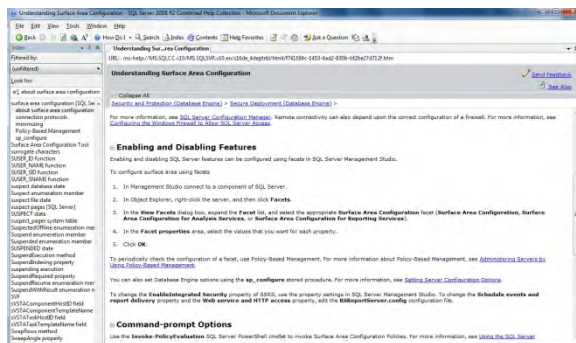 Understanding Surface Area Configuration - SQL Server 2008 R2 Combined Help Collection - Microsoft Document Explorer
File Edit View Tools Window Help
Back How Do I Search Index Contents Help Favorites Ask a Question
Index
Filtered by:
(unfiltered)
Look for:
about surface area configuration
surface area configuration [SQL Ser
about surface area configuration
connection protocols
minimizing
Policy-Based Management
sp_configure
Surface Area Configuration Tool
surrogate characters
SUSER_ID function
SUSER_NAME function
SUSER_SID function
SUSER_SNAME function
suspect database state
Suspect enumeration member
suspect file state
suspect pages [SQL Server]
SUSPECT state
suspect_pages system table
SuspectedOffline enumeration me
Suspend enumeration member
Suspended enumeration member
SUSPENDED state
SuspendExecution method
SuspendIndexing property
suspending execution
SuspendRequired property
SuspendResume enumeration mer
SuspendWithResult enumeration n
SVF
sVSTAComponentHostID field
sVSTAComponentTemplateName
sVSTATaskHostID field
sVSTATaskTemplateName field
SwapRows method
SweepAngle property
Understanding Sur...rea Configuration
Understanding Surface Area Configuration
Send Feedback
See Also
Collapse All
Security and Protection (Database Engine) > Secure Deployment (Database Engine) >
For more information, see SQL Server Configuration Manager. Remote connectivity can also depend upon the correct configuration of a firewall. For more information, see
Configuring the Windows Firewall to Allow SQL Server Access.
Enabling and Disabling Features
Enabling and disabling SQL Server features can be configured using facets in SQL Server Management Studio.
To configure surface area using facets
1. In Management Studio connect to a component of SQL Server.
2. In Object Explorer, right-click the server, and then click Facets.
3. In the View Facets dialog box, expand the Facet list, and select the appropriate Surface Area Configuration facet (Surface Area Configuration, Surface
Area Configuration for Analysis Services, or Surface Area Configuration for Reporting Services).
4. In the Facet properties area, select the values that you want for each property.
5. Click OK.
To periodically check the configuration of a facet, use Policy-Based Management. For more information about Policy-Based Management, see Administering Servers by
Using Policy-Based Management.
You can also set Database Engine options using the sp_configure stored procedure. For more information, see Setting Server Configuration Options.
To change the EnableIntegrated Security property of SSRS, use the property settings in SQL Server Management Studio. To change the Schedule events and
report delivery property and the Web service and HTTP access property, edit the RSReportServer.config configuration file.
Command-prompt Options
Use the Invoke-PolicyEvaluation SQL Server PowerShell cmdlet to invoke Surface Area Configuration Policies. For more information, see Using the SQL Server